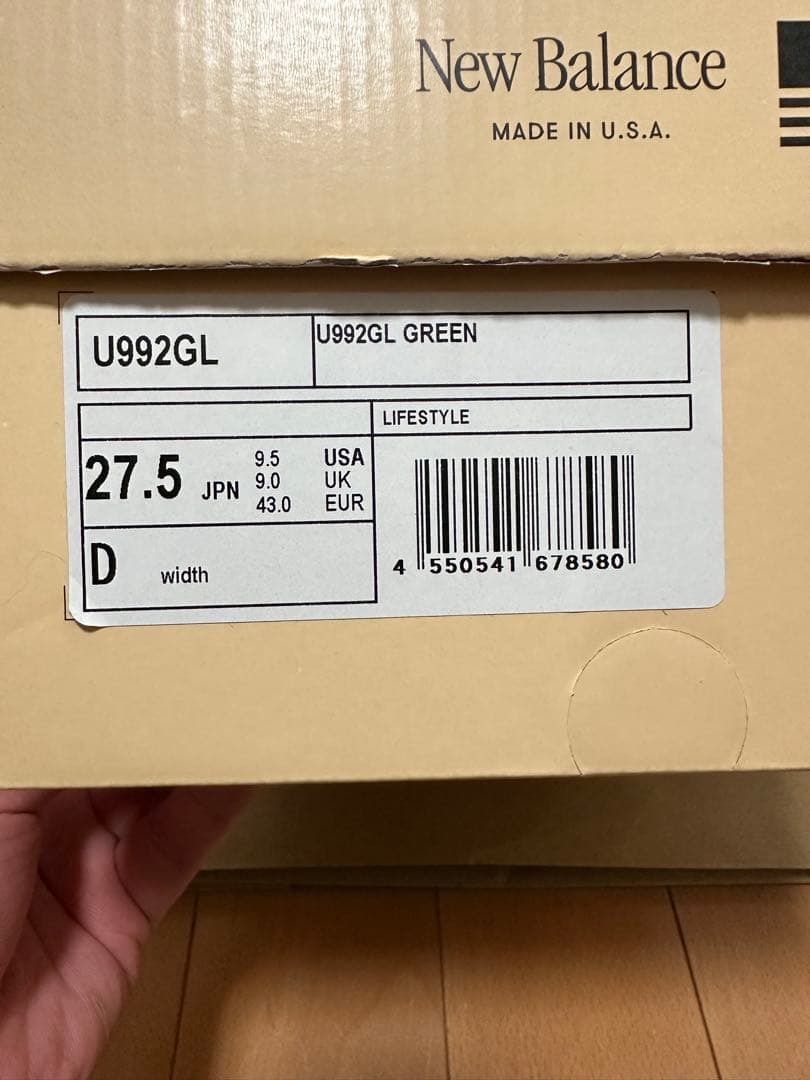 New Balance
MADE IN U.S.A.
U992GL
U992GL GREEN
LIFESTYLE
27.5 JPN
9.5 USA
9.0 UK
43.0 EUR
D width
4 550541 678580